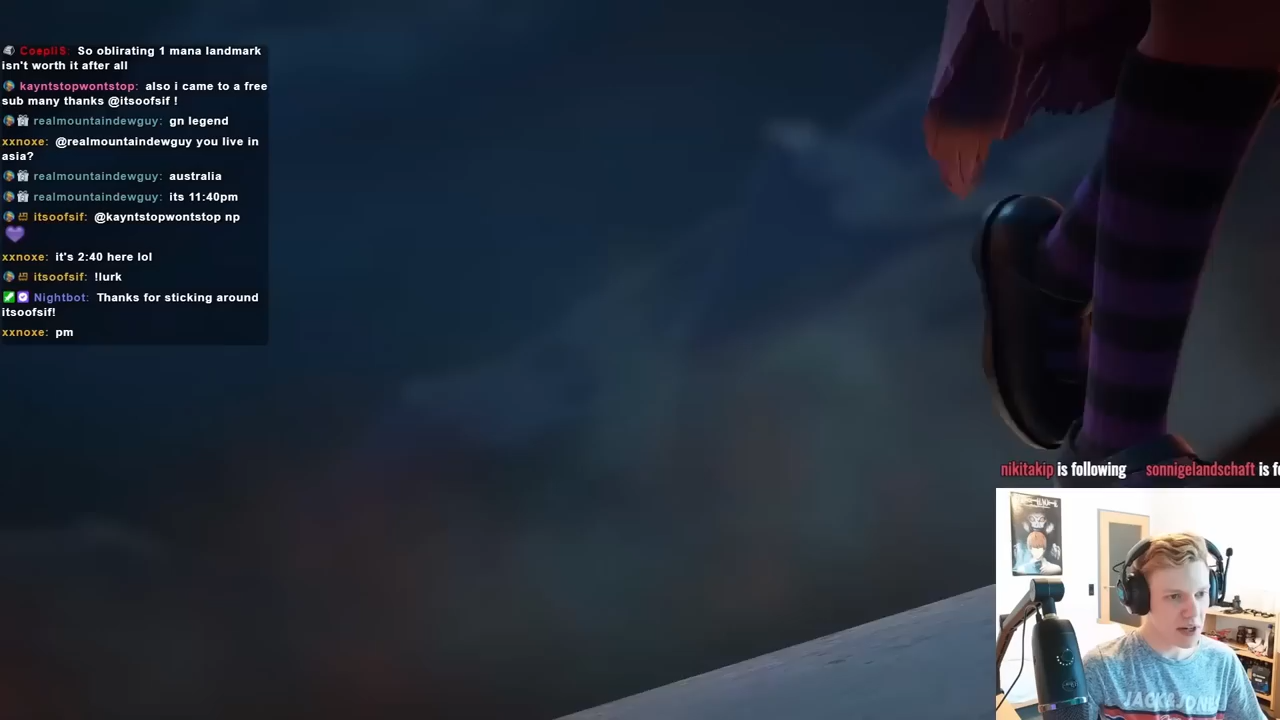 CoepliS: So oblirating 1 mana landmark
isn't worth it after all
kayntstopwontstop: also i came to a free
sub many thanks @itsoofsif !
realmountaindewguy: gn legend
xxnoxe: @realmountaindewguy you live in
asia?
realmountaindewguy: australia
realmountaindewguy: its 11:40pm
itsoofsif: @kayntstopwontstop np
xxnoxe: it's 2:40 here lol
itsoofsif: !lurk
Nightbot: Thanks for sticking around
itsoofsif!
xxnoxe: pm
nikitakip is following sonnigelandschaft is fo
JACK&JON